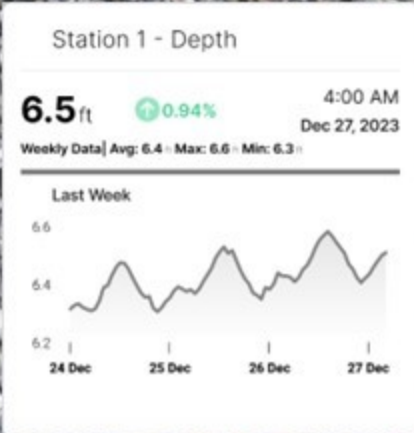 Station 1 - Depth
6.5 ft 0.94% 4:00 AM
Dec 27, 2023
Weekly Data| Avg: 6.4 Max: 6.6 Min: 6.3
Last Week
6.6
6.4
6.2
24 Dec 25 Dec 26 Dec 27 Dec